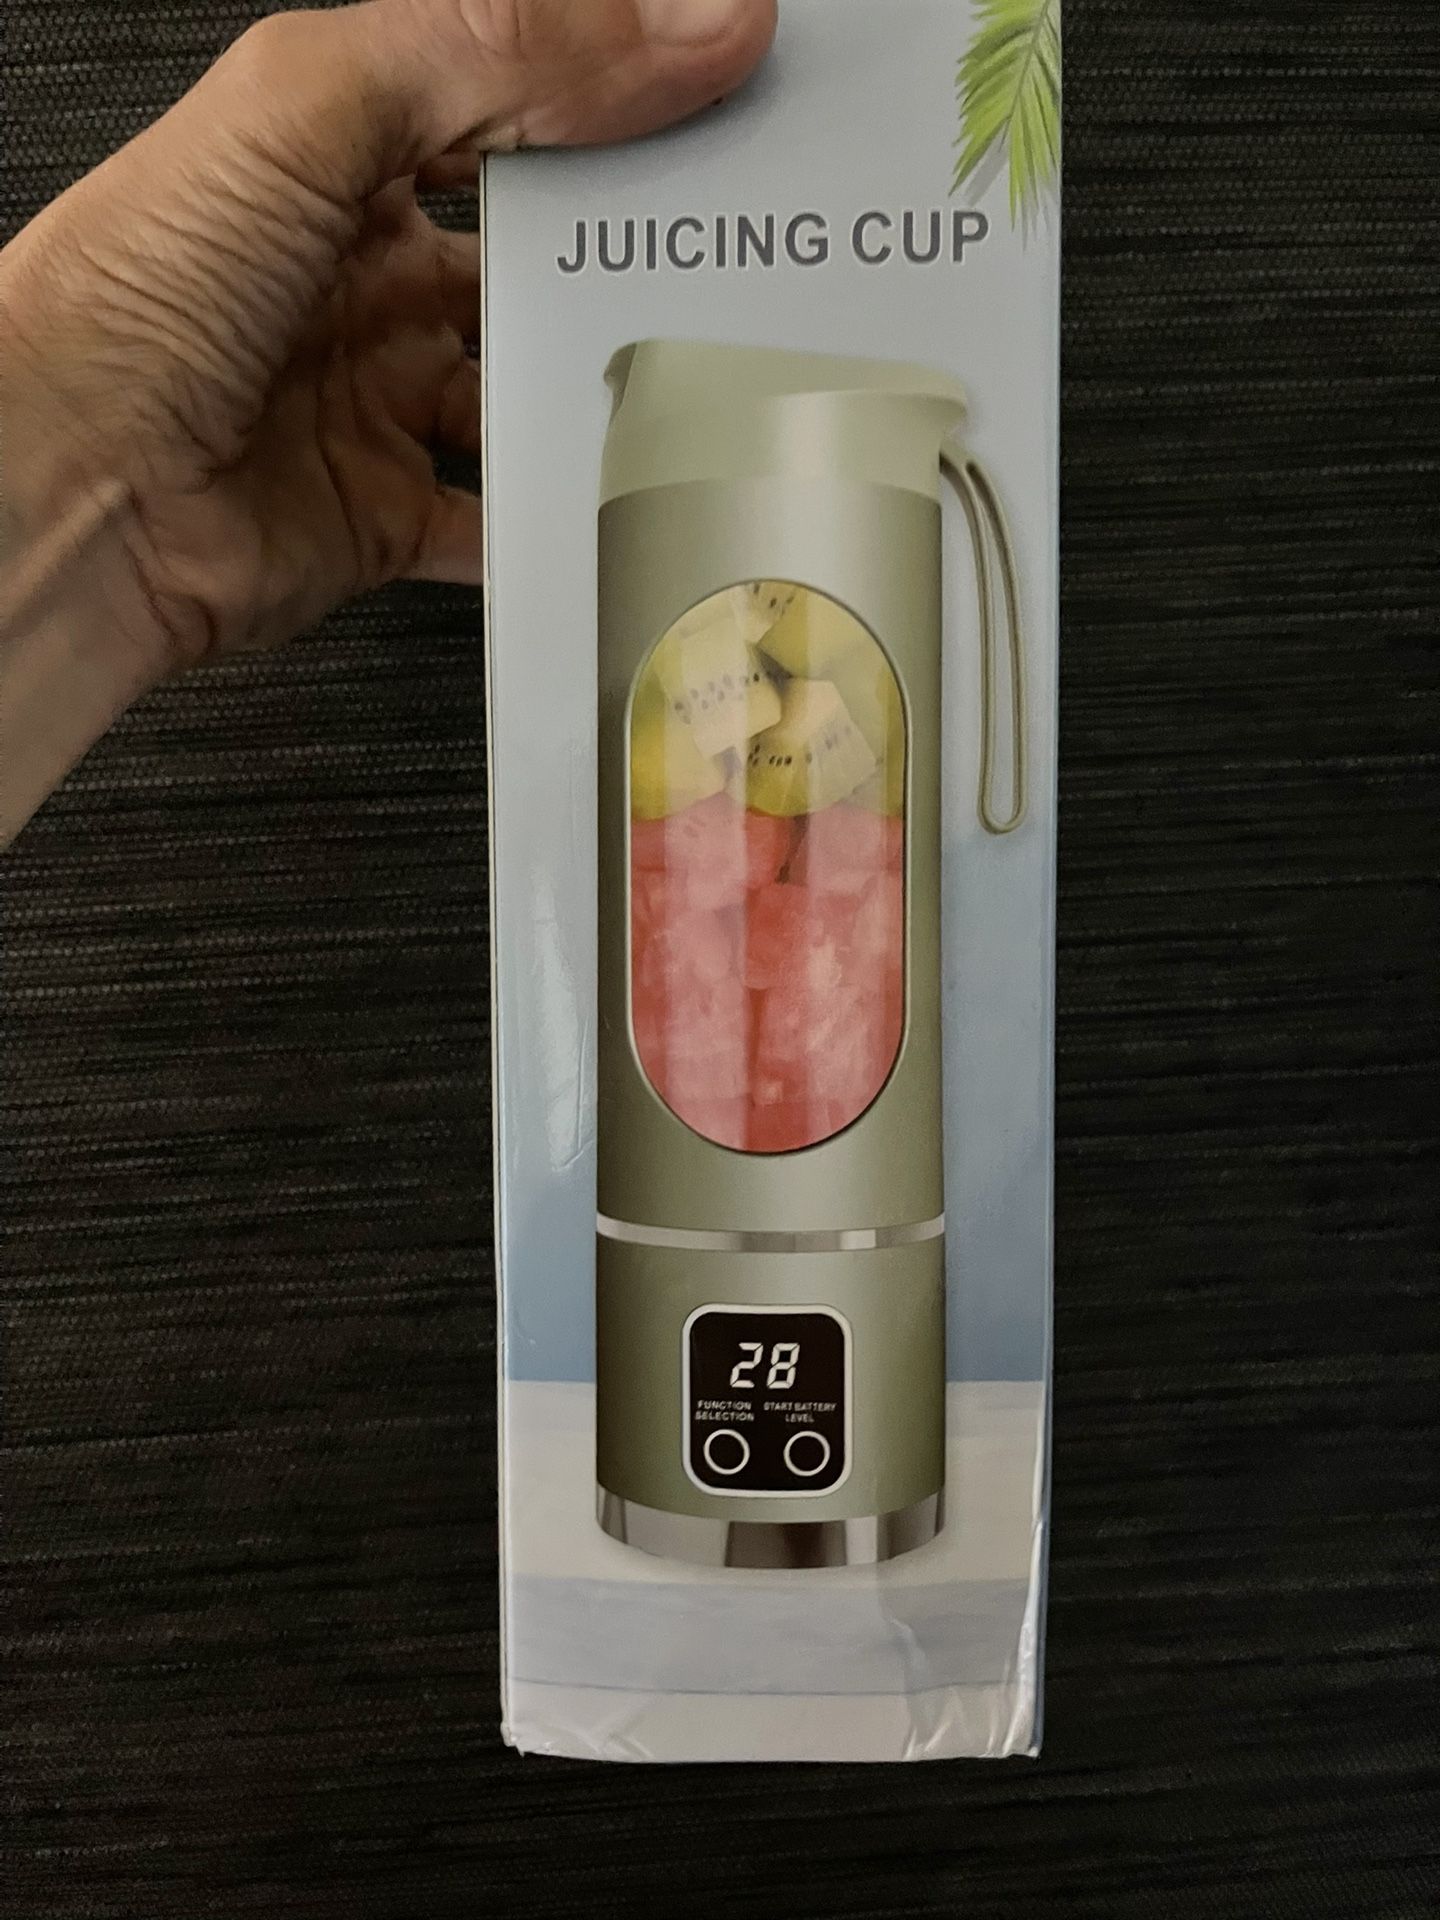 JUICING CUP
28
FUNCTION START BATTERY
SELECTION LEVEL